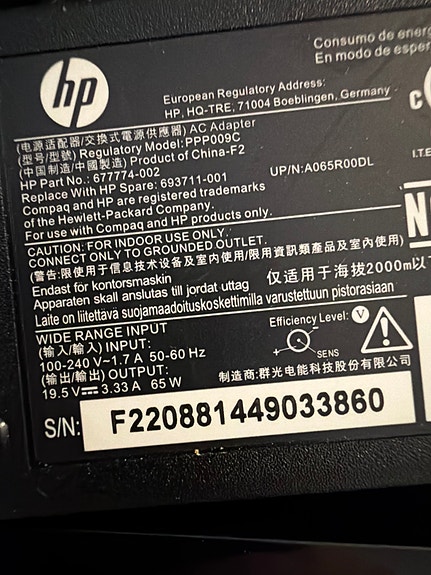 hp
Consumo de energ
En modo de esper
European Regulatory Address:
HP, HQ-TRE, 71004 Boeblingen, Germany
(电源适配器/交換式電源供應器) AC Adapter
(型号/型號) Regulatory Model: PPP009C
(中国制造/中國製造) Product of China-F2
HP Part No.: 677774-002
UP/N:A065R00DL
Replace With HP Spare: 693711-001
Compaq and HP are registered trademarks
of the Hewlett-Packard Company.
For use with Compaq and HP products only.
I.T.E
CAUTION: FOR INDOOR USE ONLY.
CONNECT ONLY TO GROUNDED OUTLET.
(警告:限使用于信息技术设备及室内使用/限用資訊類產品及室內使用)
Endast för kontorsmaskin
仅适用于海拔2000m以
Apparaten skall anslutas till jordat uttag
Laite on liitettävä suojamaadoituskoskettimilla varustettuun pistorasiaan
WIDE RANGE INPUT
Efficiency Level: V
(输入/輸入) INPUT:
100-240 V~1.7 A 50-60 Hz
- +
SENS
(输出/輸出) OUTPUT:
19.5 V⎓ 3.33 A 65 W
制造商:群光电能科技股份有限公司
S/N: F220881449033860